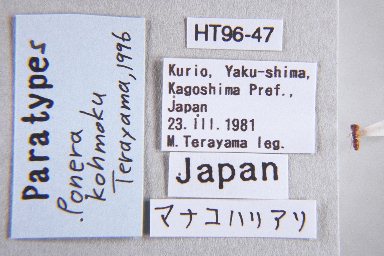 Paratypes
Ponera
kohmoku
Terayama, 1996
HT96-47
Kurio, Yaku-shima,
Kagoshima Pref.,
Japan
23. III. 1981
M. Terayama leg.
Japan
マナコハリアリ